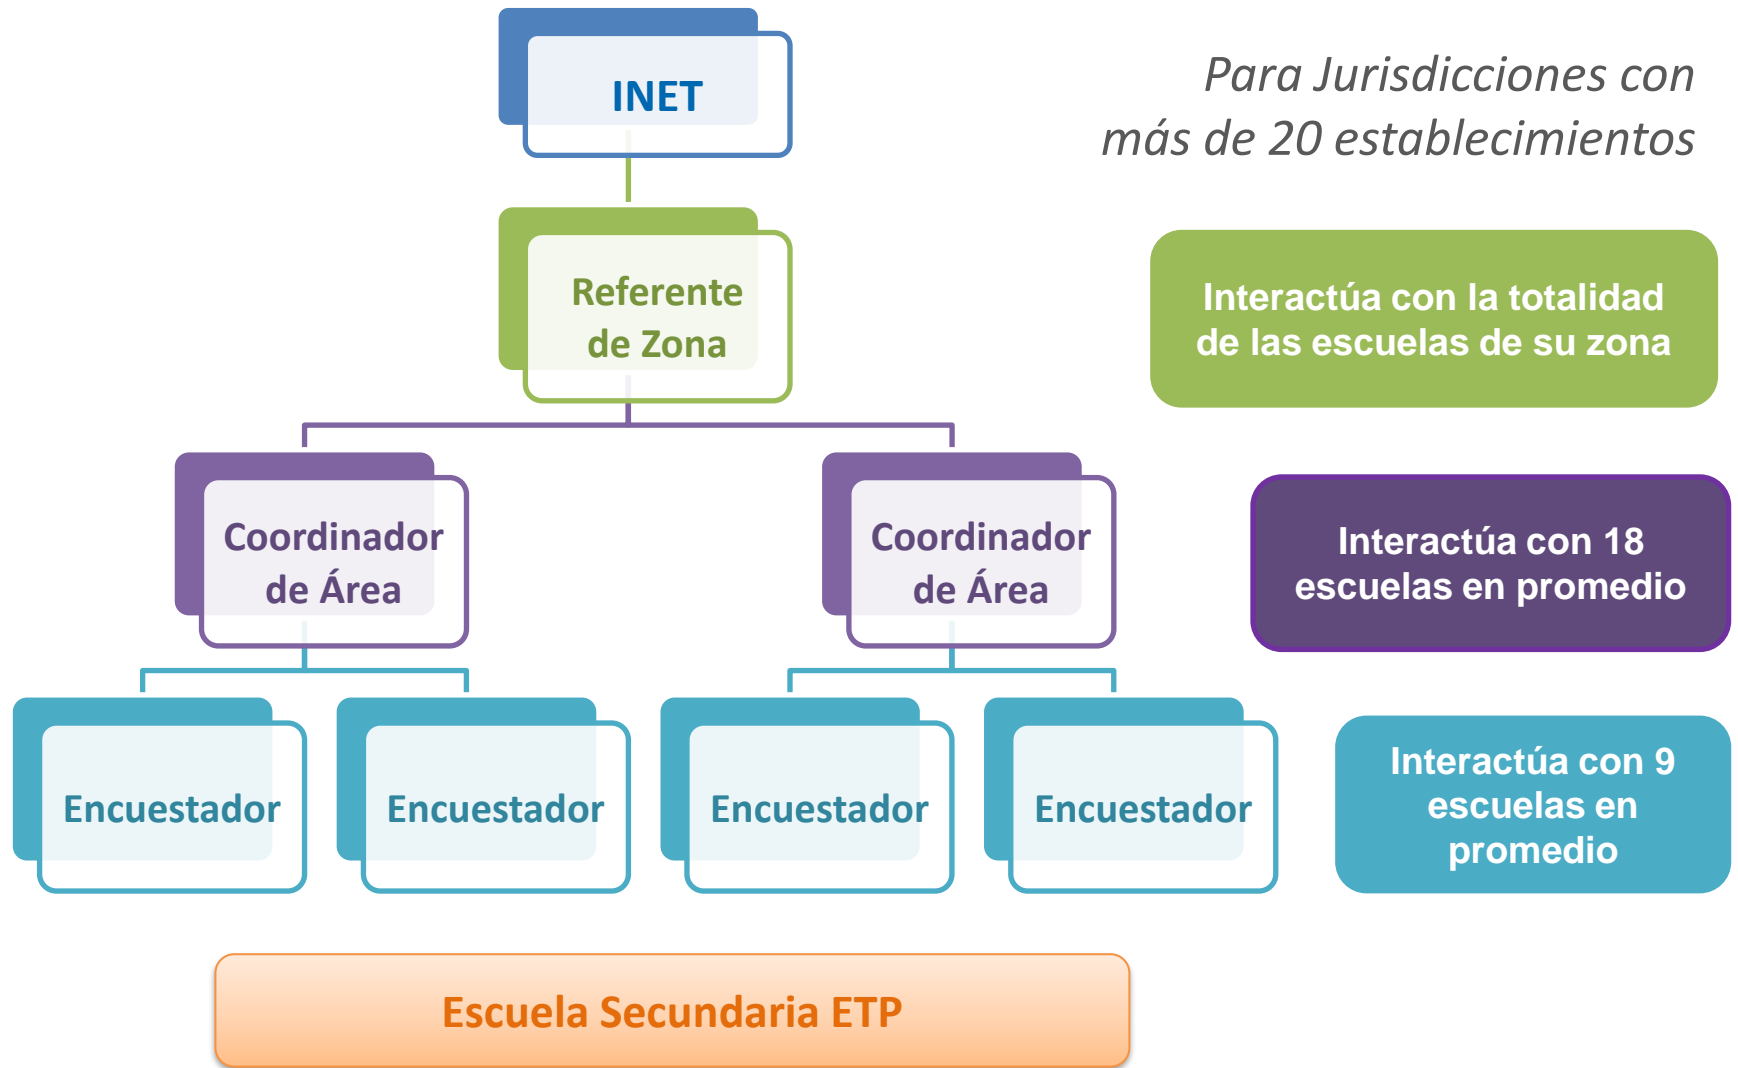 INET
Para Jurisdicciones con
más de 20 establecimientos
Referente
de Zona
Interactúa con la totalidad
de las escuelas de su zona
Coordinador
de Área
Coordinador
de Área
Interactúa con 18
escuelas en promedio
Encuestador
Encuestador
Encuestador
Encuestador
Interactúa con 9
escuelas en
promedio
Escuela Secundaria ETP